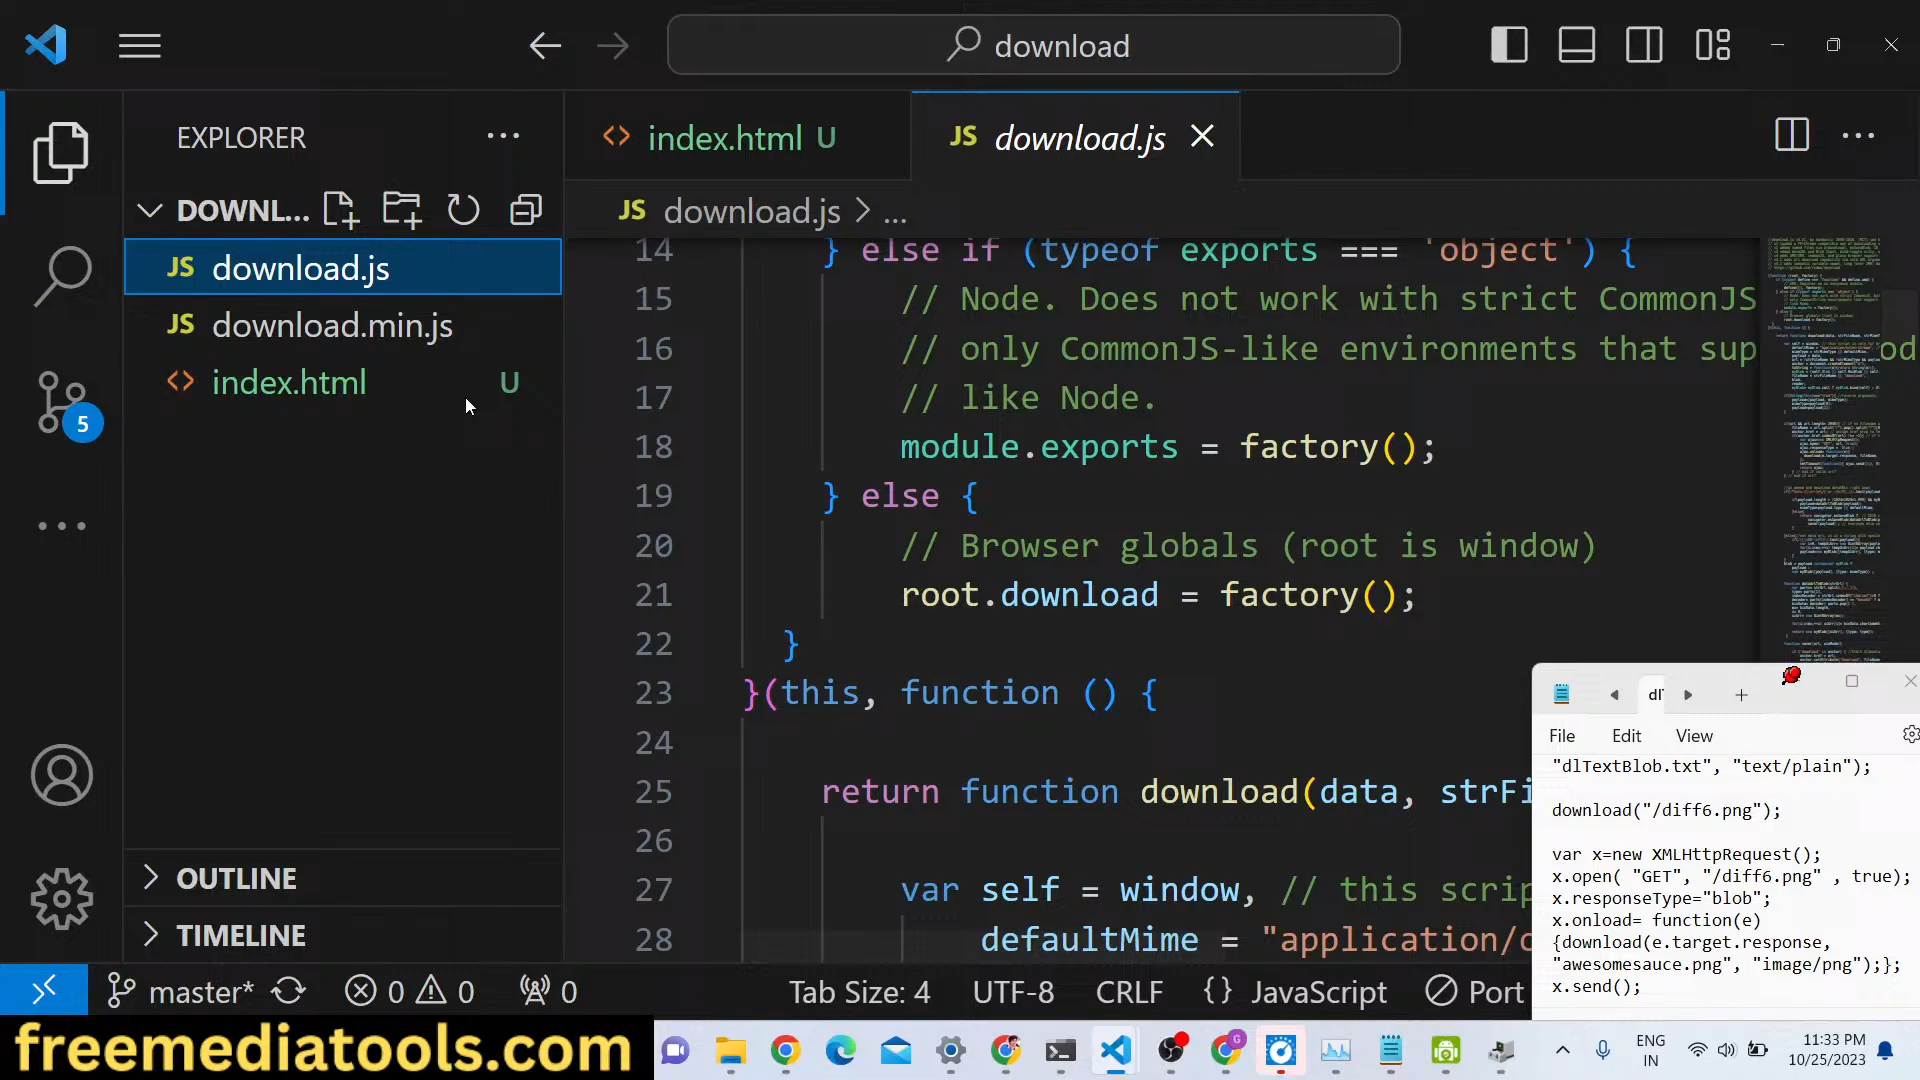 download
EXPLORER
index.html U
JS download.js
DOWNL...
JS download.js > ...
JS download.js
JS download.min.js
index.html U
5
14 } else if (typeof exports === 'object') {
15 // Node. Does not work with strict CommonJS
16 // only CommonJS-like environments that sup
17 // like Node.
18 module.exports = factory();
19 } else {
20 // Browser globals (root is window)
21 root.download = factory();
22 }
23 }(this, function () {
24
25 return function download(data, strFi
26
27 var self = window, // this scrip
28 defaultMime = "application/o
OUTLINE
TIMELINE
File Edit View
"dlTextBlob.txt", "text/plain");
download("/diff6.png");
var x=new XMLHttpRequest();
x.open( "GET", "/diff6.png" , true);
x.responseType="blob";
x.onload= function(e)
{download(e.target.response,
"awesomesauce.png", "image/png");};
x.send();
master* 0 0 0 Tab Size: 4 UTF-8 CRLF {} JavaScript Port
freemediatools.com
G
ENG
IN
11:33 PM
10/25/2023